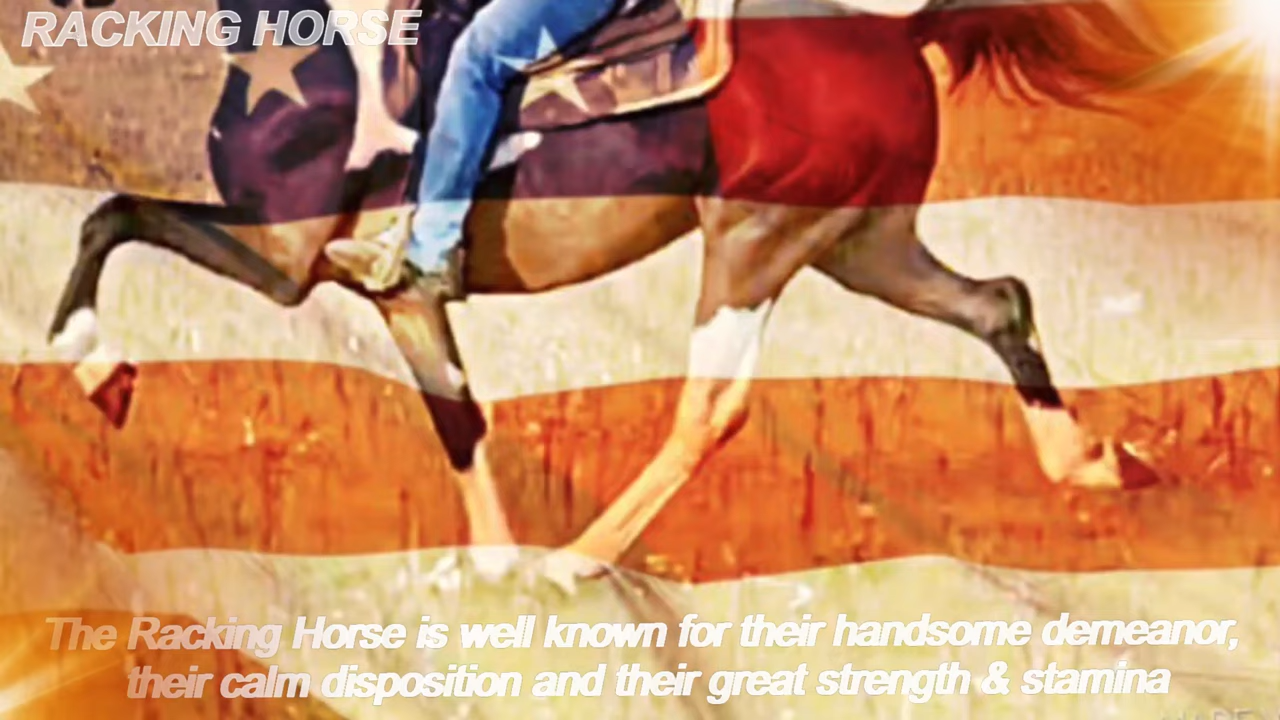 RACKING HORSE
The Racking Horse is well known for their handsome demeanor,
their calm disposition and their great strength & stamina